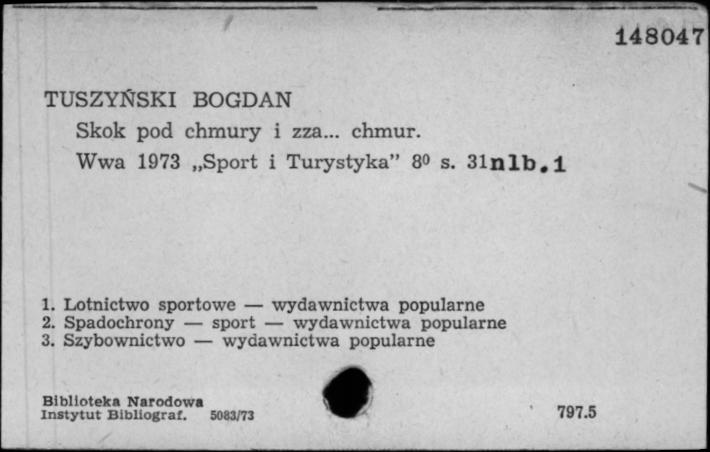 148047
TUSZYŃSKI BOGDAN
Skok pod chmury i zza... chmur.
Wwa 1973 „Sport i Turystyka” 8⁰ s. 31nlb.1
1. Lotnictwo sportowe — wydawnictwa popularne
2. Spadochrony — sport — wydawnictwa popularne
3. Szybownictwo — wydawnictwa popularne
Biblioteka Narodowa
Instytut Bibliograf. 5083/73
797.5